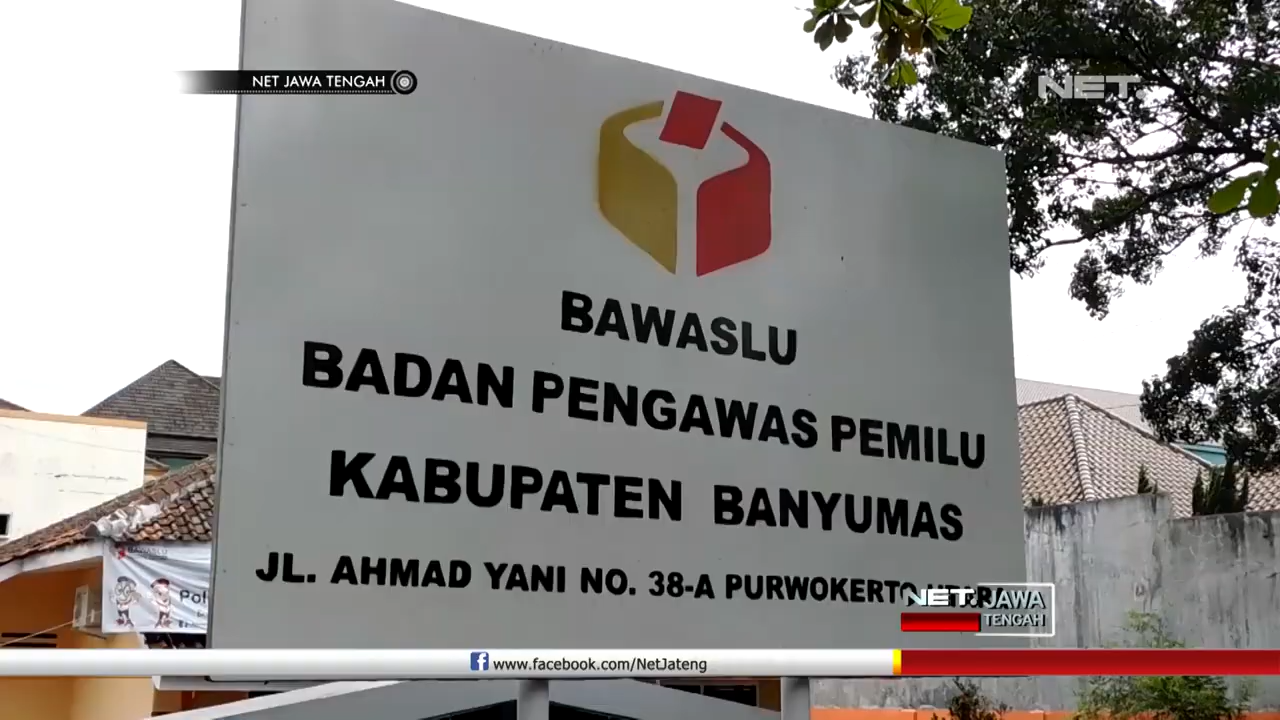 NET JAWA TENGAH
NET.
BAWASLU
BADAN PENGAWAS PEMILU
KABUPATEN BANYUMAS
JL. AHMAD YANI NO. 38-A PURWOKERTO
BAWASLU
NET.
JAWA
TENGAH
www.facebook.com/NetJateng